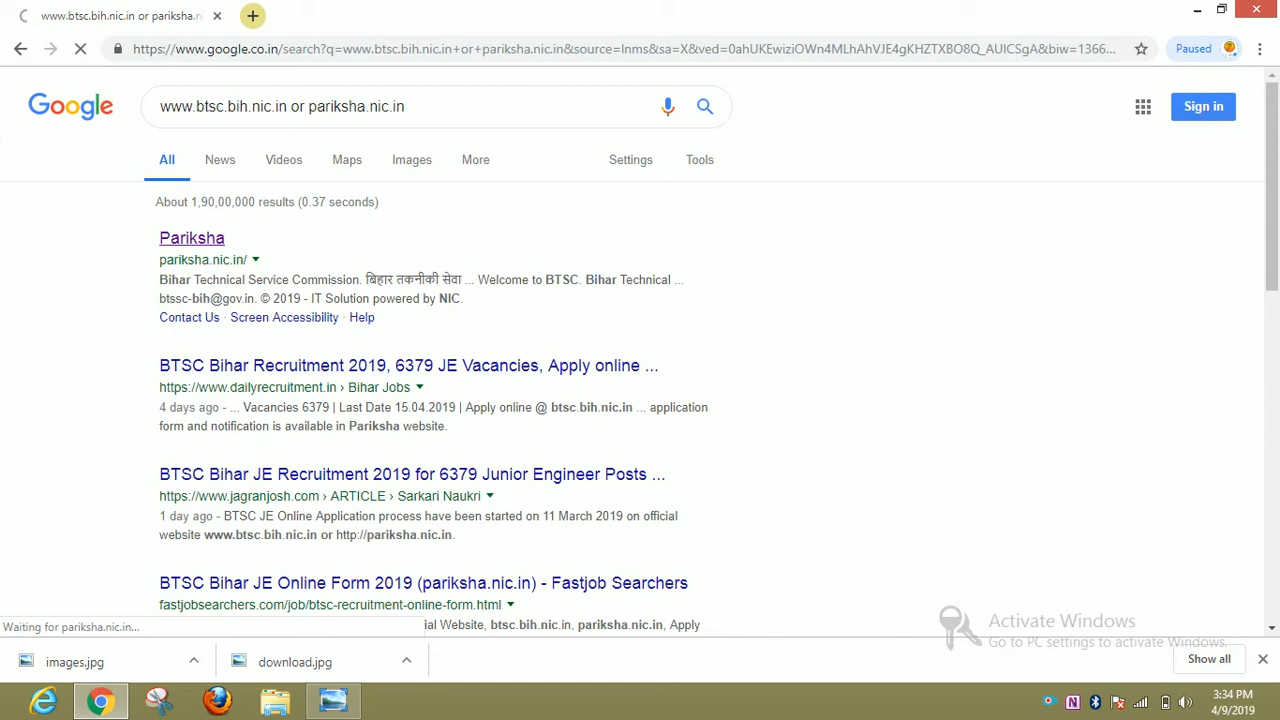 www.btsc.bih.nic.in or pariksha.n
https://www.google.co.in/search?q=www.btsc.bih.nic.in+or+pariksha.nic.in&source=lnms&sa=X&ved=0ahUKEwiziOWn4MLhAhVJE4gKHZTXBO8Q_AUICSgA&biw=1366...
Paused
Google
www.btsc.bih.nic.in or pariksha.nic.in
Sign in
All News Videos Maps Images More Settings Tools
About 1,90,00,000 results (0.37 seconds)
Pariksha
pariksha.nic.in/
Bihar Technical Service Commission. बिहार तकनीकी सेवा ... Welcome to BTSC. Bihar Technical ...
btssc-bih@gov.in. © 2019 - IT Solution powered by NIC.
Contact Us · Screen Accessibility · Help
BTSC Bihar Recruitment 2019, 6379 JE Vacancies, Apply online ...
https://www.dailyrecruitment.in › Bihar Jobs
4 days ago - ... Vacancies 6379 | Last Date 15.04.2019 | Apply online @ btsc.bih.nic.in ... application
form and notification is available in Pariksha website.
BTSC Bihar JE Recruitment 2019 for 6379 Junior Engineer Posts ...
https://www.jagranjosh.com › ARTICLE › Sarkari Naukri
1 day ago - BTSC JE Online Application process have been started on 11 March 2019 on official
website www.btsc.bih.nic.in or http://pariksha.nic.in.
BTSC Bihar JE Online Form 2019 (pariksha.nic.in) - Fastjob Searchers
fastjobsearchers.com/job/btsc-recruitment-online-form.html
Waiting for pariksha.nic.in...
ial Website, btsc.bih.nic.in, pariksha.nic.in, Apply
Activate Windows
Go to PC settings to activate Windows.
images.jpg
download.jpg
Show all
3:34 PM
4/9/2019